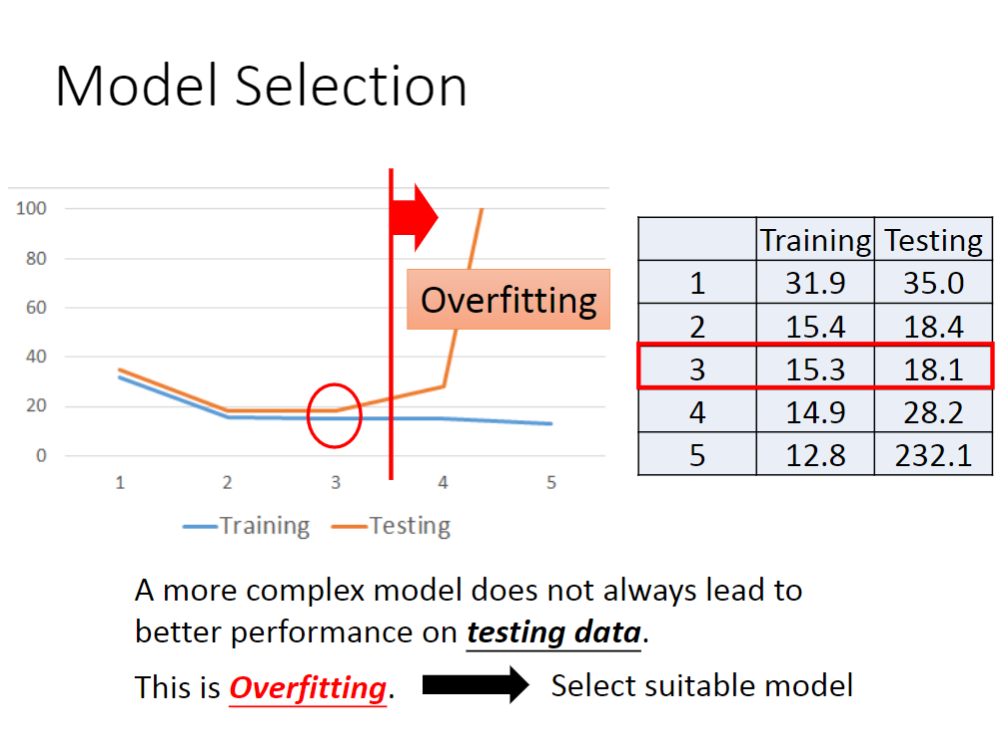 Model Selection
100
80
60
40
20
0
1 2 3 4 5
Overfitting
Training Testing
Training Testing
1 31.9 35.0
2 15.4 18.4
3 15.3 18.1
4 14.9 28.2
5 12.8 232.1
A more complex model does not always lead to
better performance on testing data.
This is Overfitting. Select suitable model